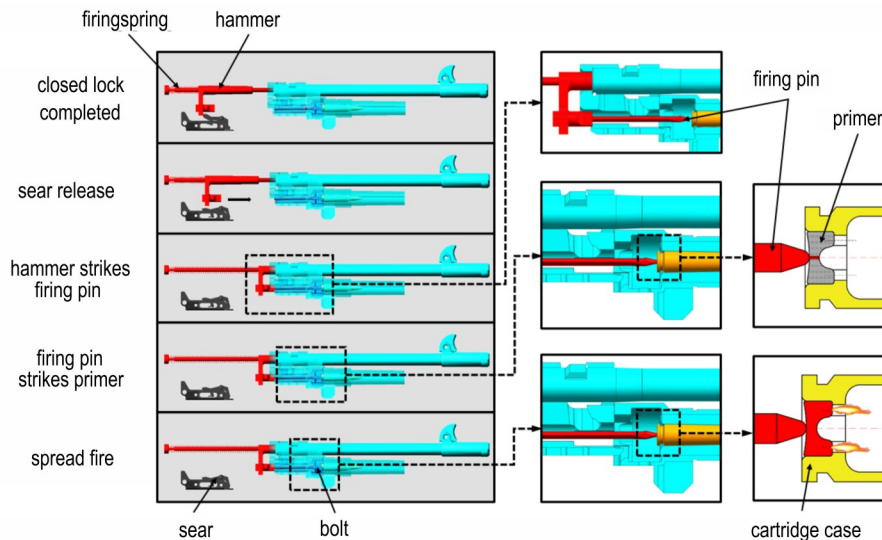 firingspring
hammer
closed lock
completed
firing pin
primer
sear release
hammer strikes
firing pin
firing pin
strikes primer
spread fire
sear
bolt
cartridge case